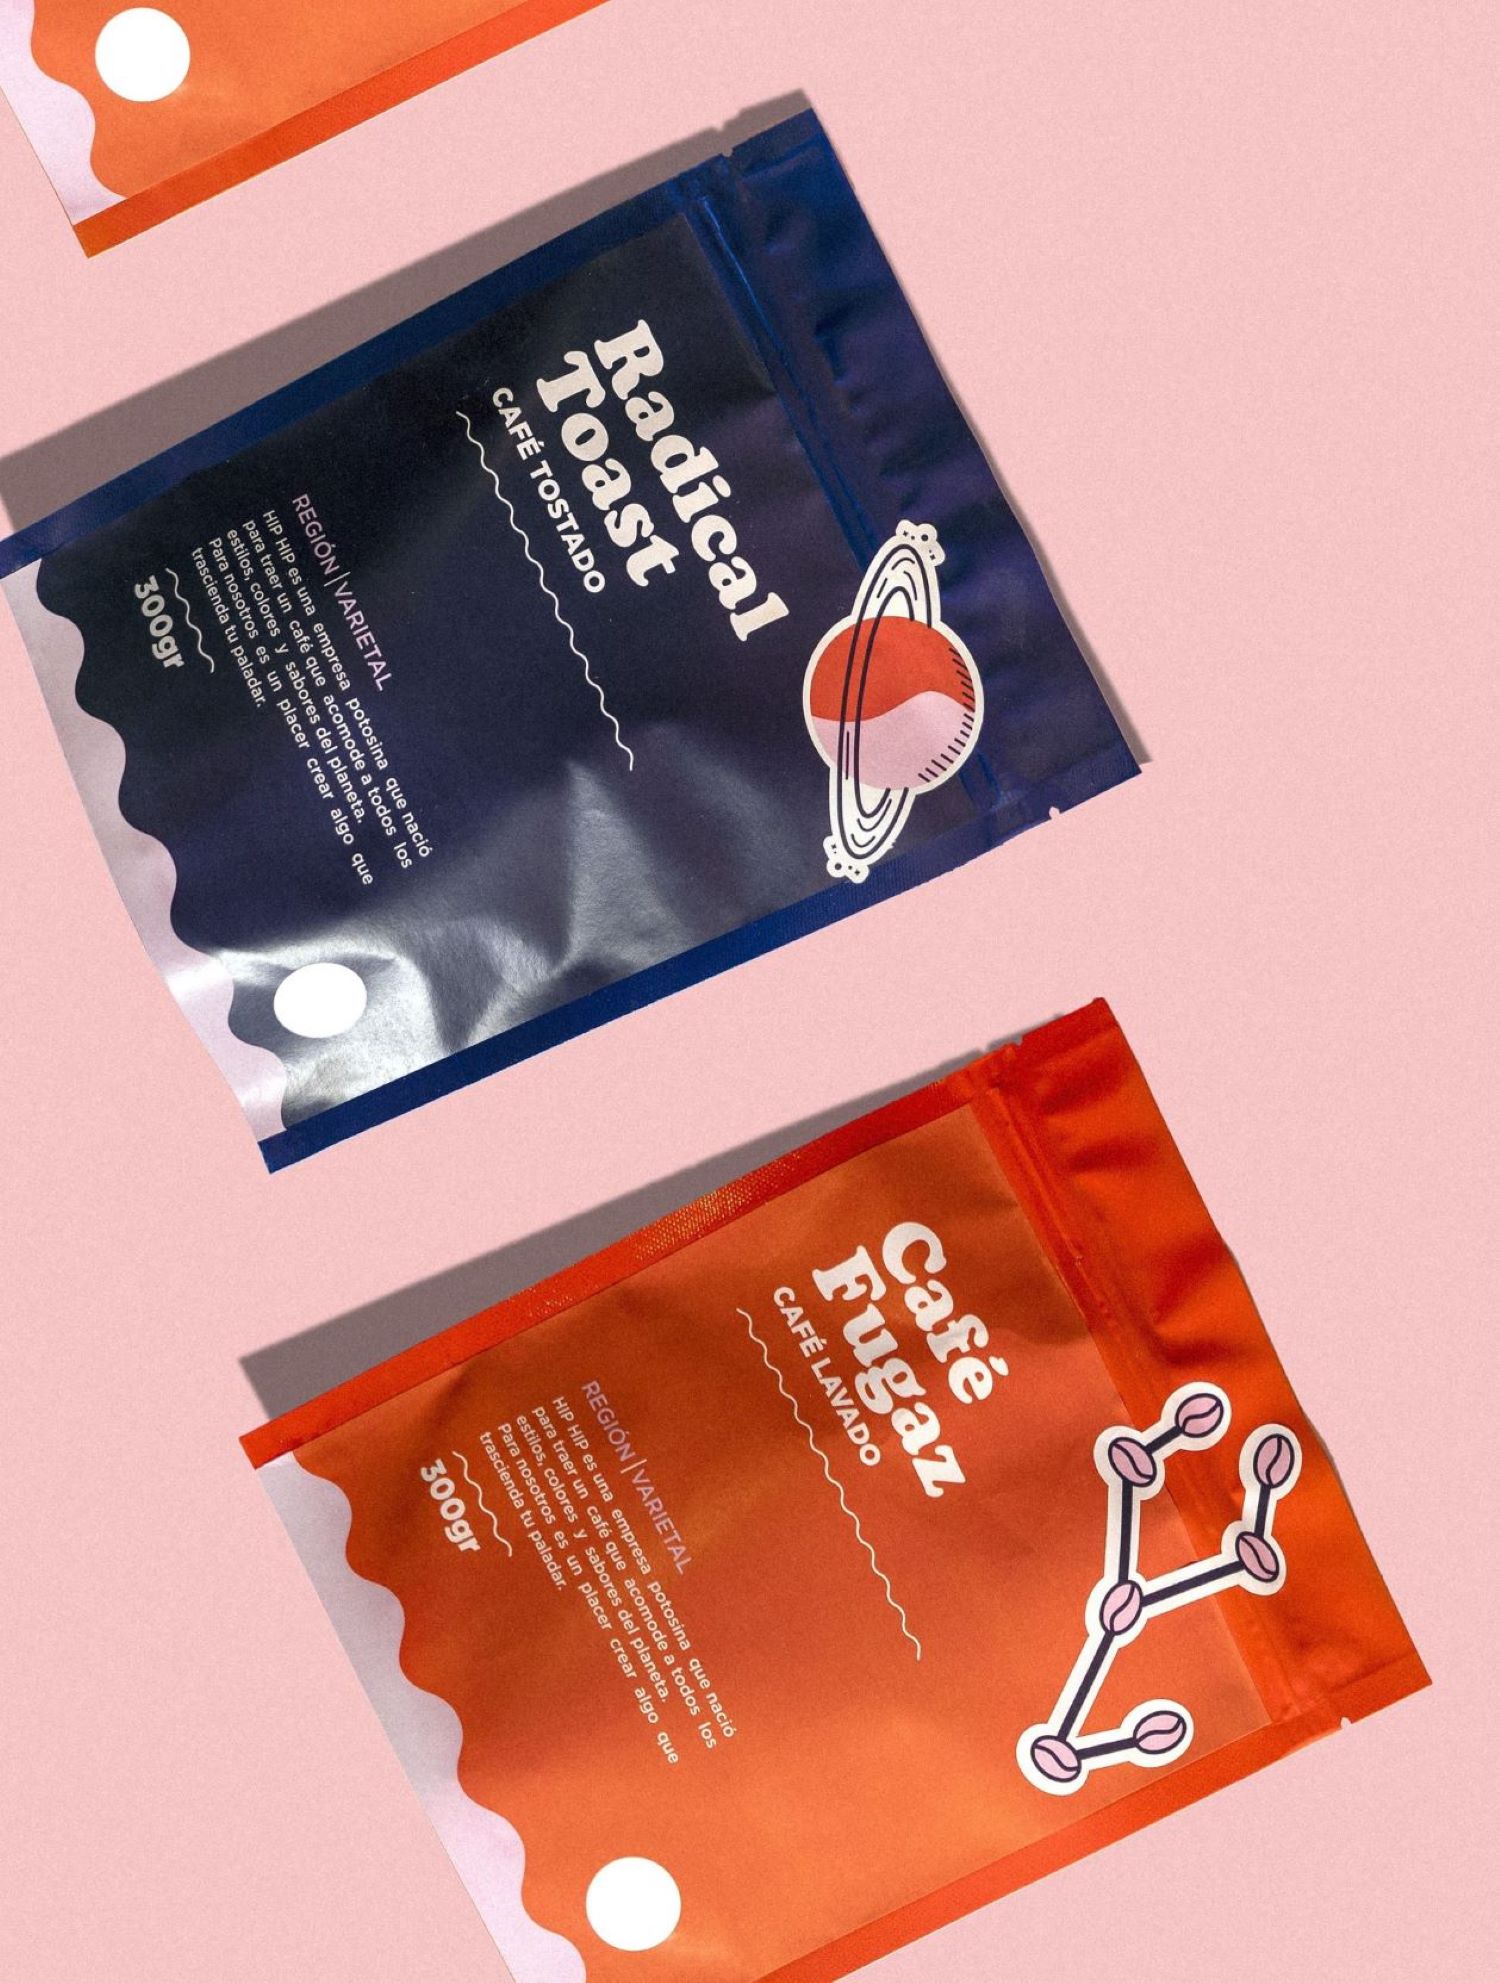 Radical
Toast
CAFÉ TOSTADO
REGIÓN|VARIETAL
HIP HIP es una empresa potosina que nació
para traer un café que acomode a todos los
estilos, colores y sabores del planeta.
Para nosotros es un placer crear algo que
trascienda tu paladar.
300gr
Café
Fugaz
CAFÉ LAVADO
REGIÓN|VARIETAL
HIP HIP es una empresa potosina que nació
para traer un café que acomode a todos los
estilos, colores y sabores del planeta.
Para nosotros es un placer crear algo que
trascienda tu paladar.
300gr